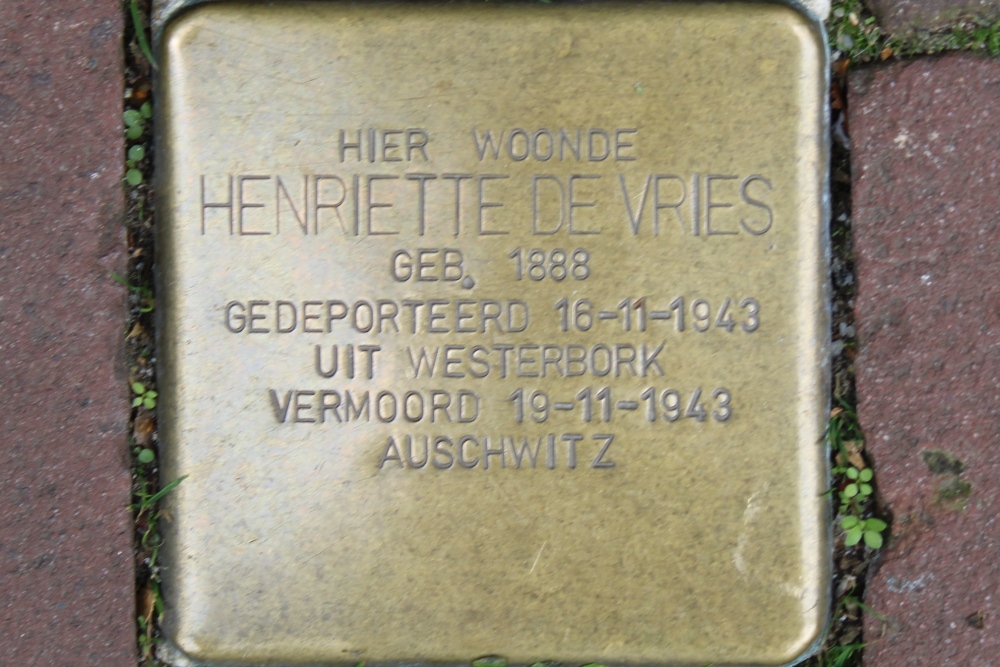 HIER WOONDE
HENRIETTE DE VRIES
GEB. 1888
GEDEPORTEERD 16-11-1943
UIT WESTERBORK
VERMOORD 19-11-1943
AUSCHWITZ